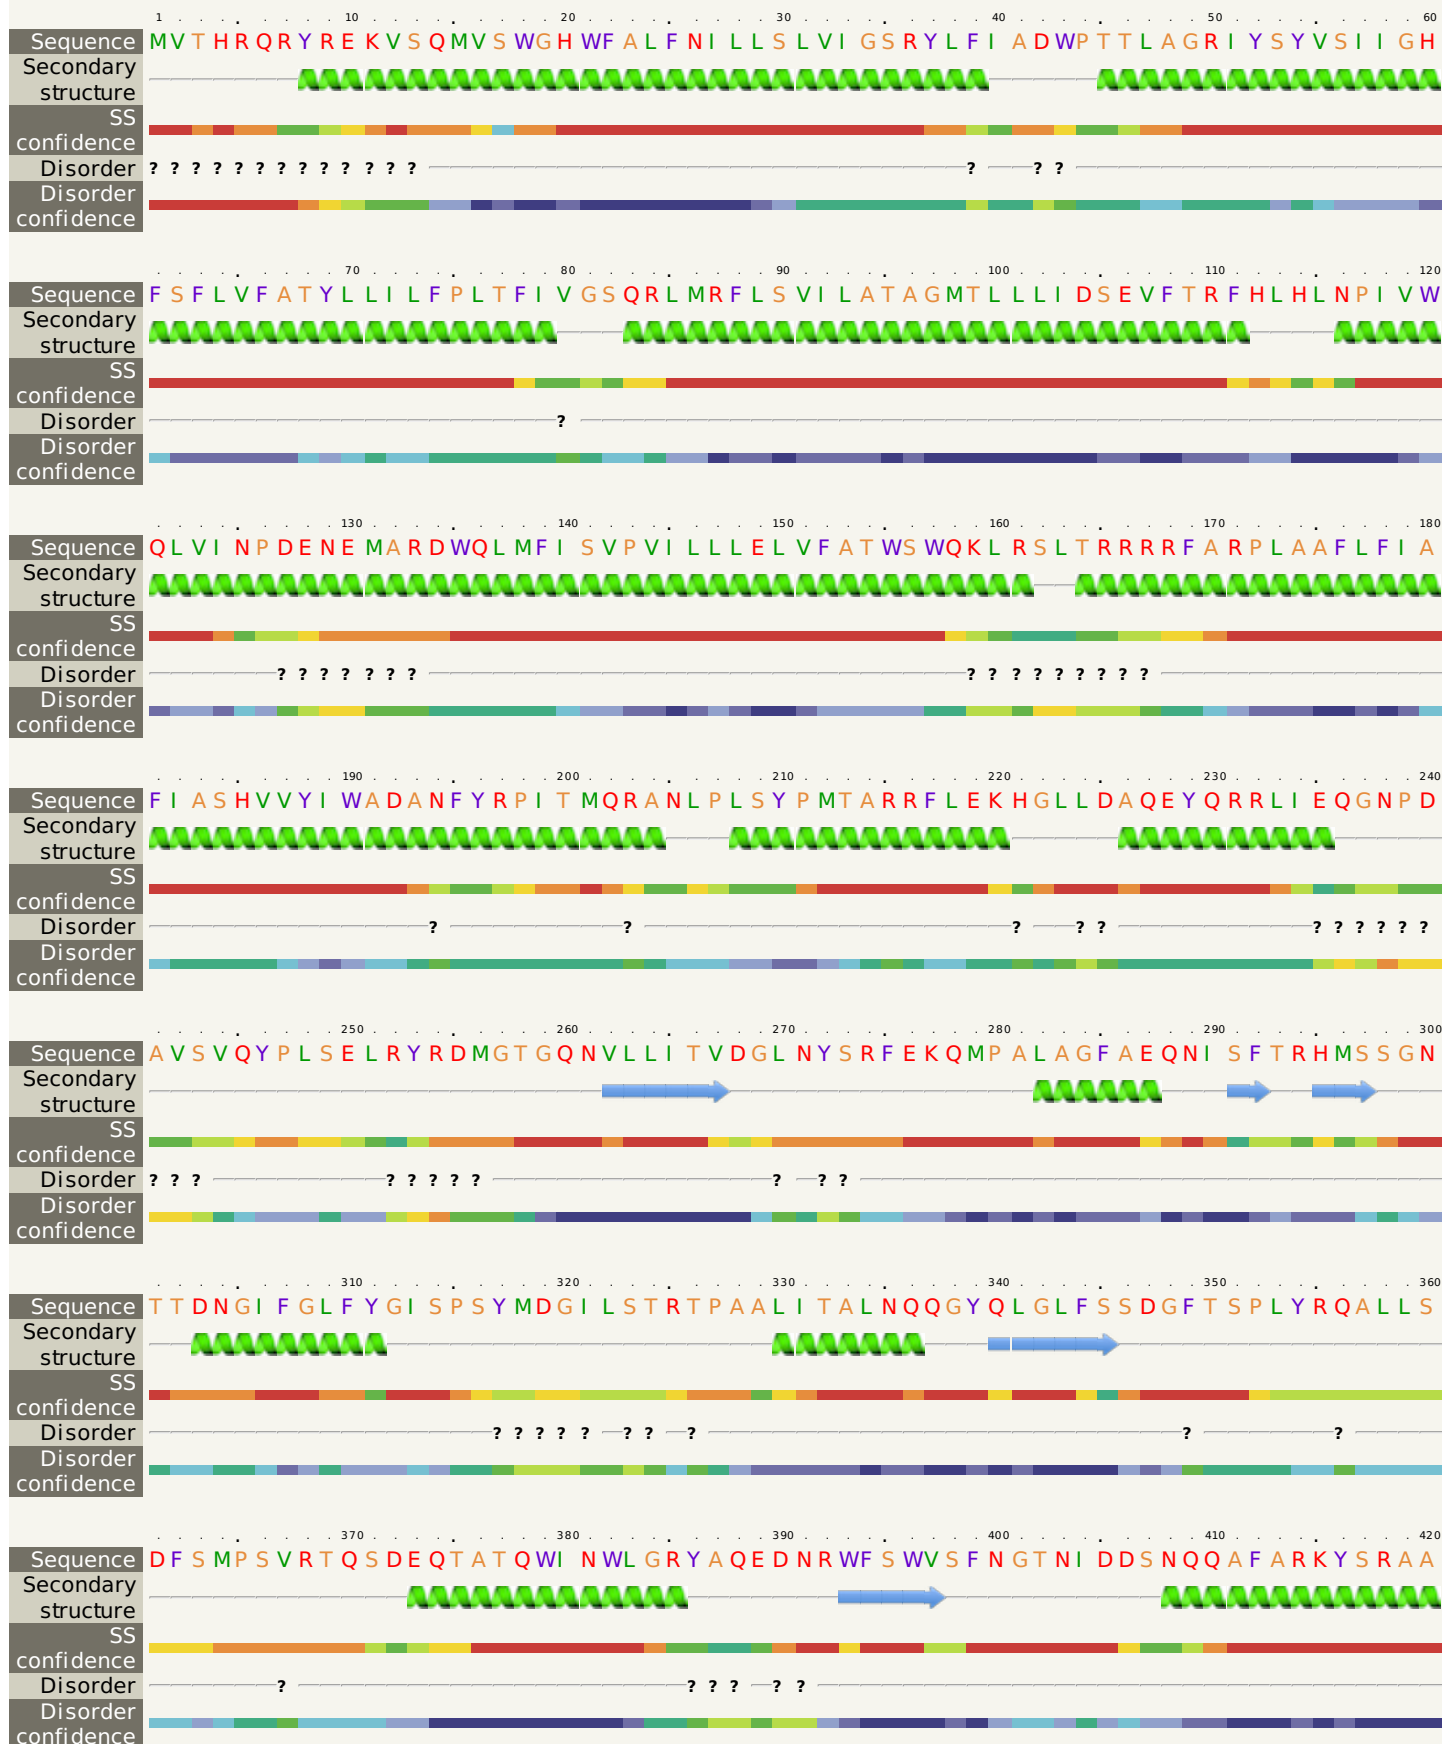 1 10 20 30 40 50 60
Sequence MVTHRQRYREKVSQMVSWGHWFALFNILLSLVIGSRYLFIADWPTTLAGRIYSYVSIIGH
Secondary
structure
SS
confidence
Disorder ? ? ? ? ? ? ? ? ? ? ? ? ? ? ? ?
Disorder
confidence
70 80 90 100 110 120
Sequence FSFLVFATYLLILFPLTFIVGSQRLMRFLSVILATAGMTLLLIDSEVFTRFHLHLNPIVW
Secondary
structure
SS
confidence
Disorder ?
Disorder
confidence
130 140 150 160 170 180
Sequence QLVINPDENEMARDWQLMFISVPVILLLELVFATWSWQKLRSLTRRRRFARPLAAFLFIA
Secondary
structure
SS
confidence
Disorder ? ? ? ? ? ? ? ? ? ? ? ? ? ? ? ?
Disorder
confidence
190 200 210 220 230 240
Sequence FIASHVVYIWADANFYRPITMQRANLPLSYPMTARRFLEKHGLLDAQEYQRRLIEQGNPD
Secondary
structure
SS
confidence
Disorder ? ? ? ? ? ? ? ? ? ? ?
Disorder
confidence
250 260 270 280 290 300
Sequence AVSVQYPLSELRYRDMGTGQNVLLITVDGLNYSRFEKQMPALAGFAEQNISFTRHMSSGN
Secondary
structure
SS
confidence
Disorder ? ? ? ? ? ? ? ? ? ? ?
Disorder
confidence
310 320 330 340 350 360
Sequence TTDNGIFGLFYGISPSYMDGILSTRTPAALITALNQQGYQLGLFSSDGFTSPLYRQALLS
Secondary
structure
SS
confidence
Disorder ? ? ? ? ? ? ? ? ? ?
Disorder
confidence
370 380 390 400 410 420
Sequence DFSMPSVRTQSDEQTATQWINWLGRYAQEDNRWFSWVSFNGTNIDDSNQQAFARKYSRAA
Secondary
structure
SS
confidence
Disorder ? ? ? ? ? ?
Disorder
confidence